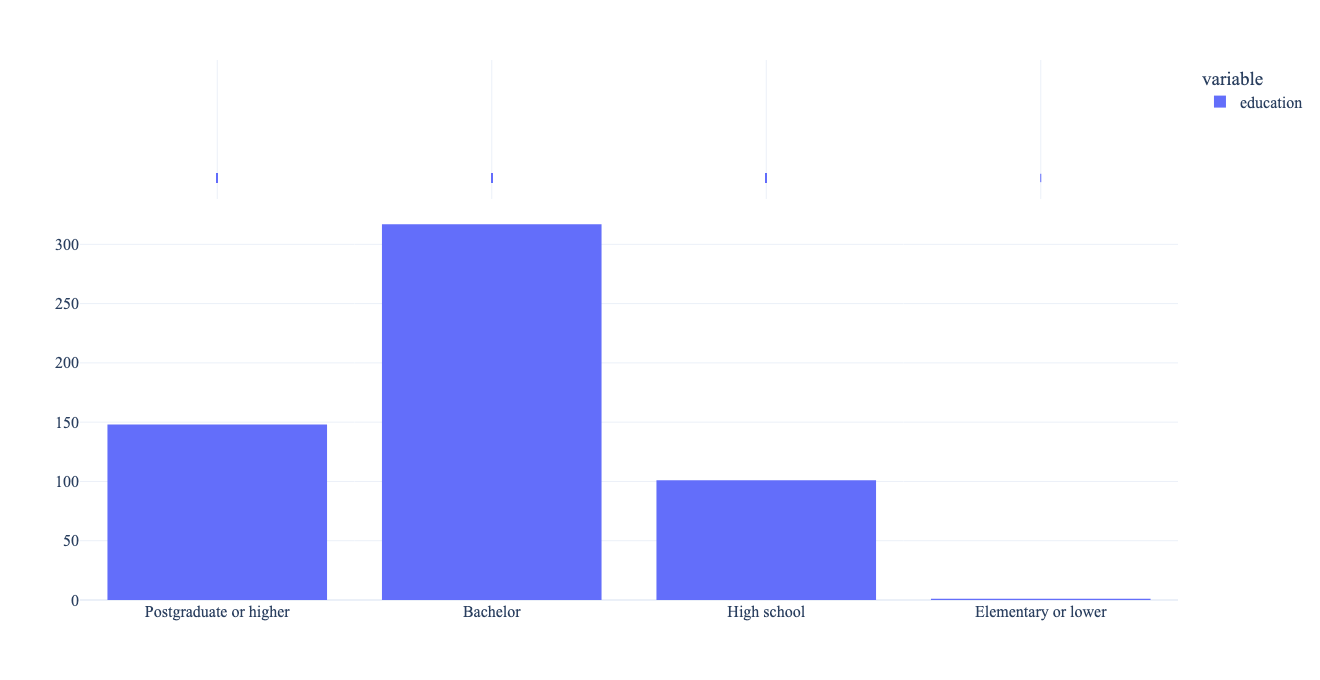 variable
education
300
250
200
150
100
50
0
Postgraduate or higher
Bachelor
High school
Elementary or lower